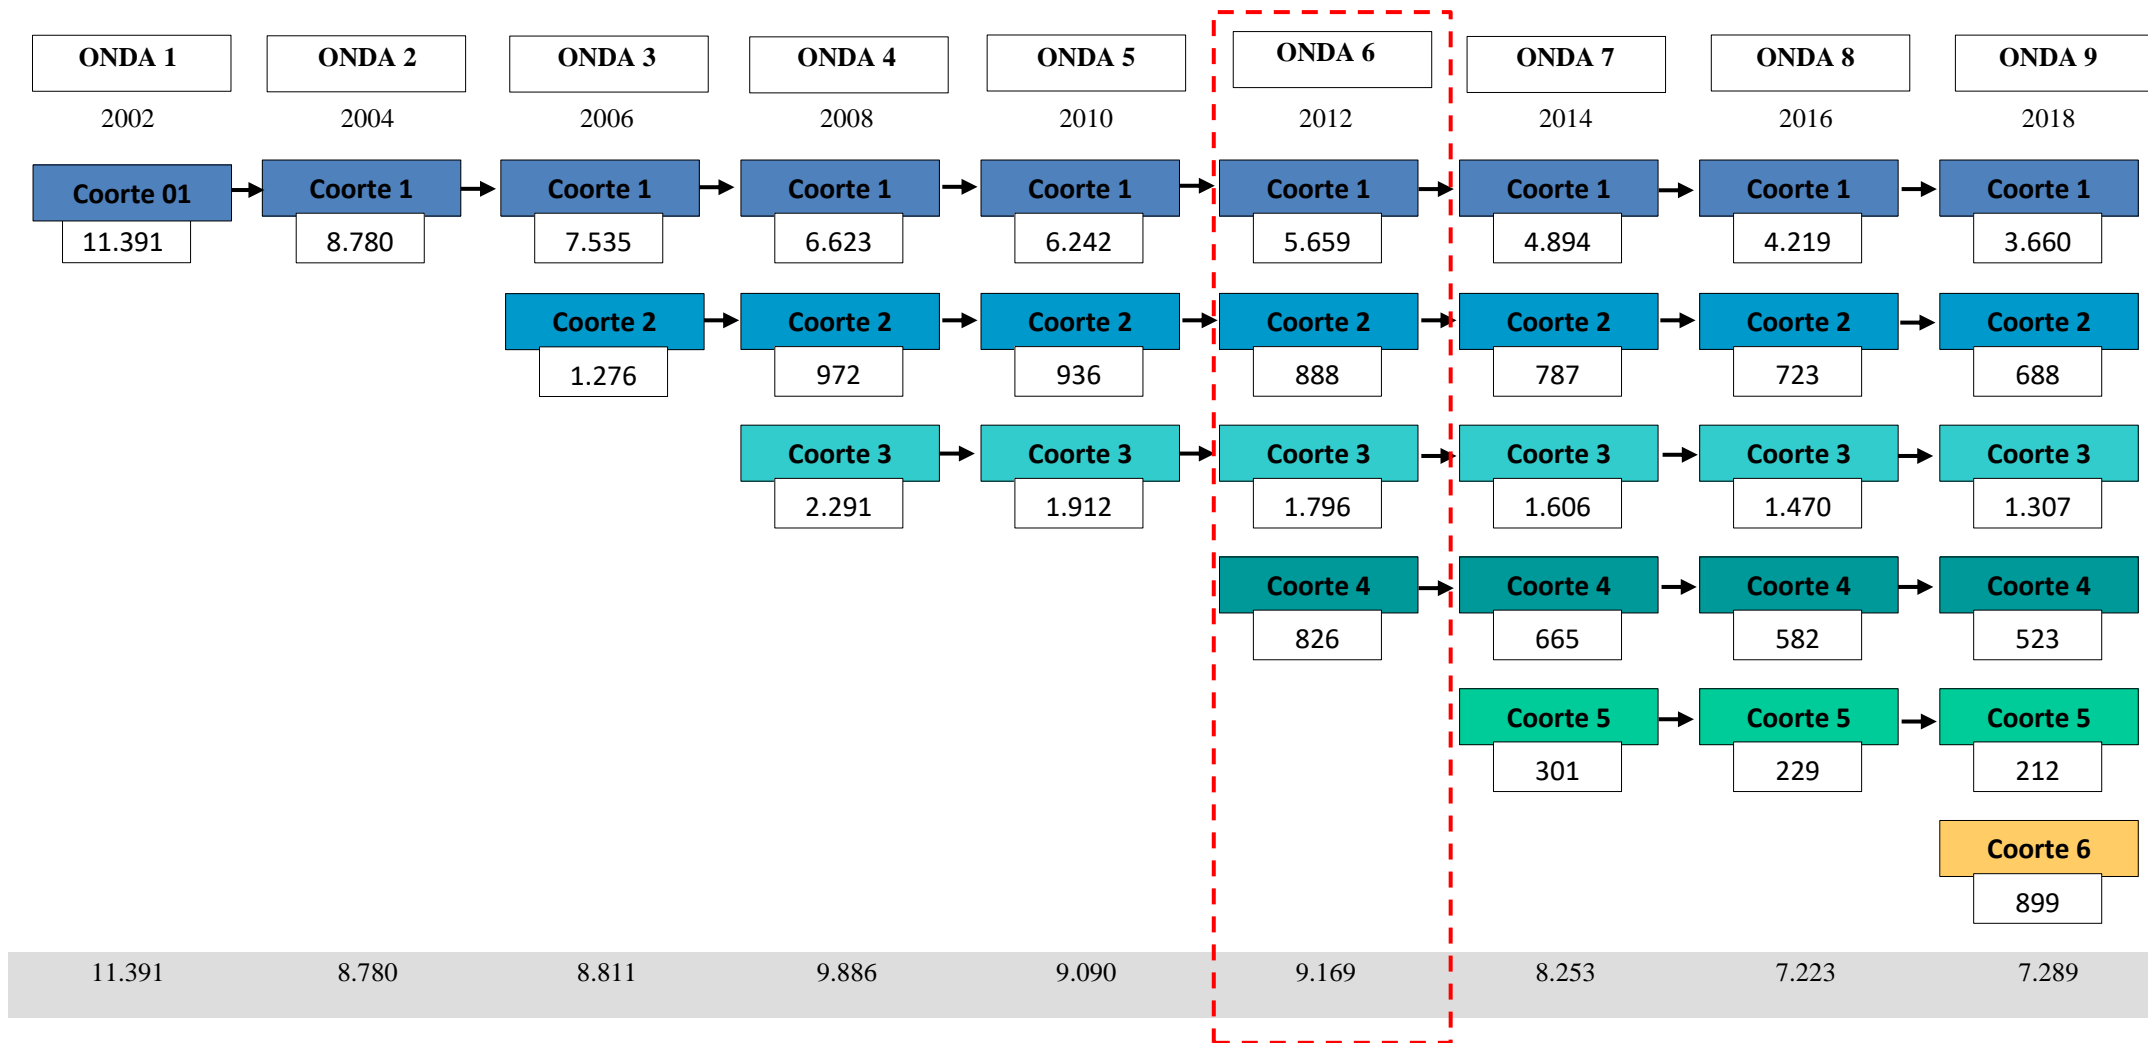 ONDA 1 ONDA 2 ONDA 3 ONDA 4 ONDA 5 ONDA 6 ONDA 7 ONDA 8 ONDA 9
2002 2004 2006 2008 2010 2012 2014 2016 2018
Coorte 01 Coorte 1 Coorte 1 Coorte 1 Coorte 1 Coorte 1 Coorte 1 Coorte 1 Coorte 1
11.391 8.780 7.535 6.623 6.242 5.659 4.894 4.219 3.660
Coorte 2 Coorte 2 Coorte 2 Coorte 2 Coorte 2 Coorte 2 Coorte 2
1.276 972 936 888 787 723 688
Coorte 3 Coorte 3 Coorte 3 Coorte 3 Coorte 3 Coorte 3
2.291 1.912 1.796 1.606 1.470 1.307
Coorte 4 Coorte 4 Coorte 4 Coorte 4
826 665 582 523
Coorte 5 Coorte 5 Coorte 5
301 229 212
Coorte 6
899
11.391 8.780 8.811 9.886 9.090 9.169 8.253 7.223 7.289